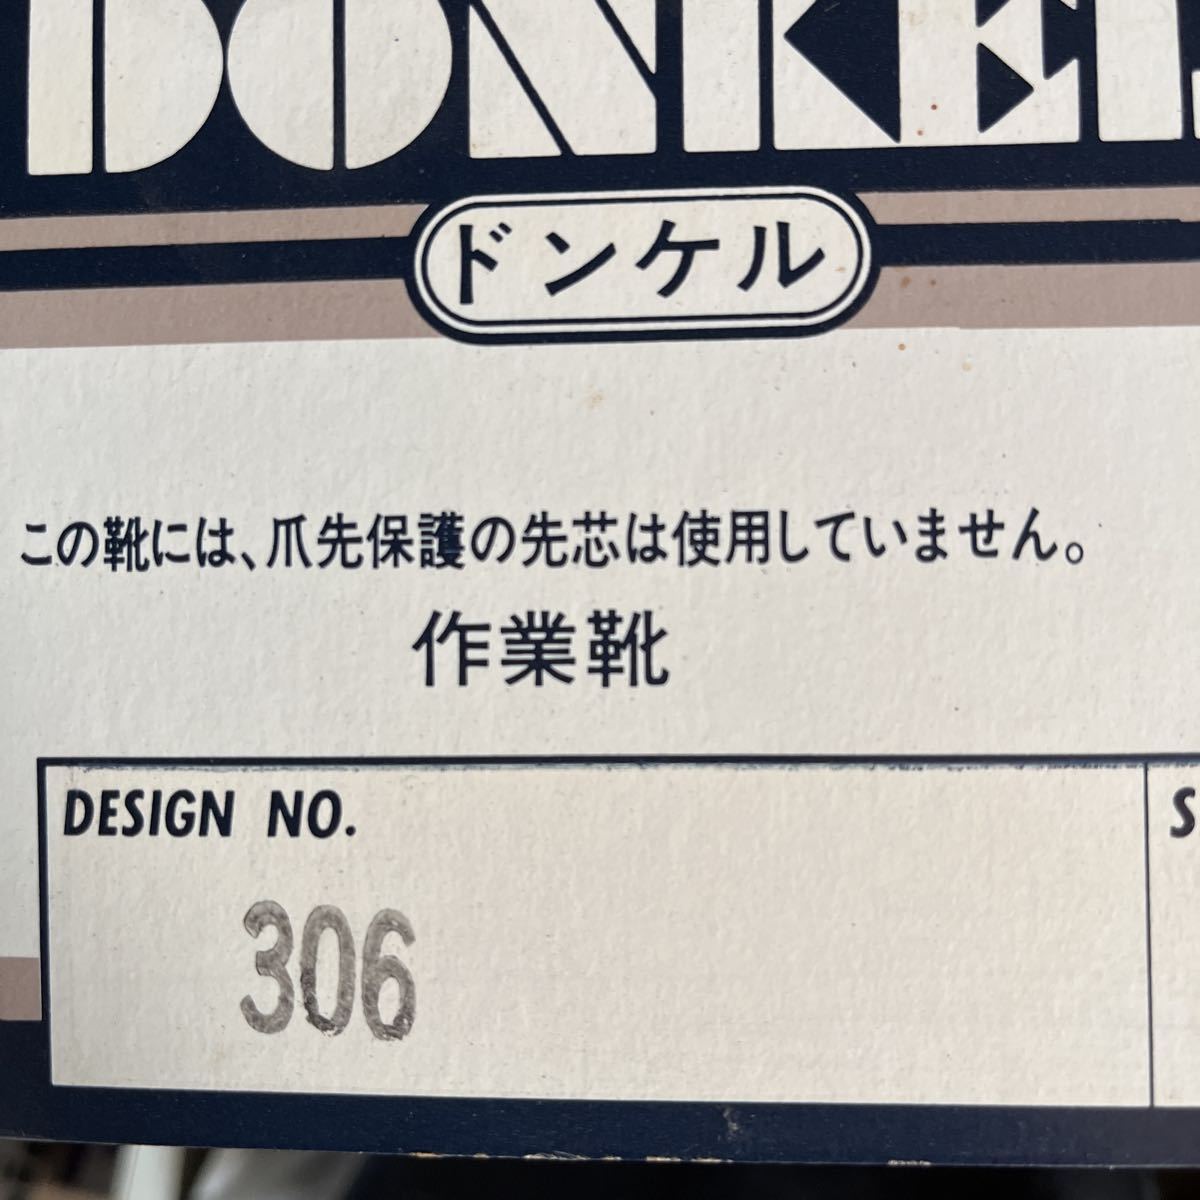 DONKEL
ドンケル
この靴には、爪先保護の先芯は使用していません。
作業靴
DESIGN NO.
S
306